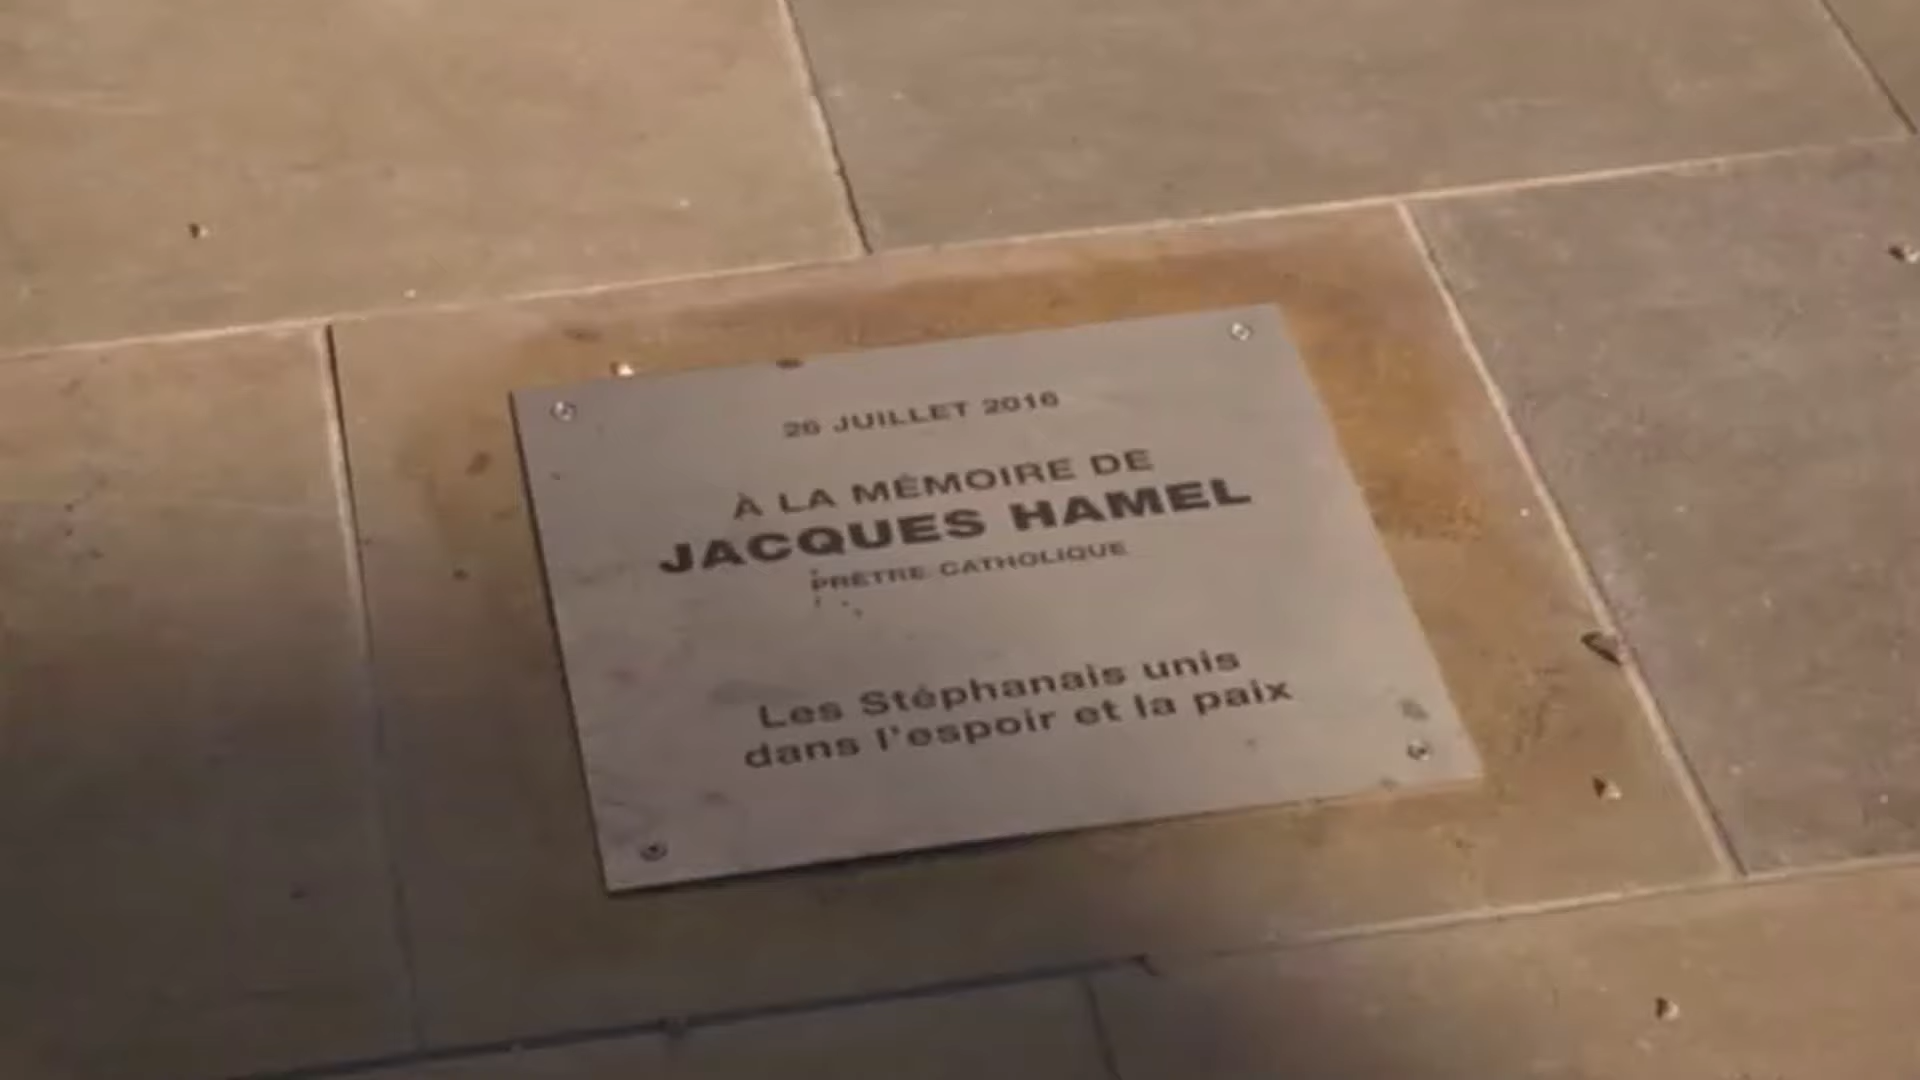 26 JUILLET 2016
À LA MÉMOIRE DE
JACQUES HAMEL
PRÊTRE CATHOLIQUE
Les Stéphanais unis
dans l'espoir et la paix